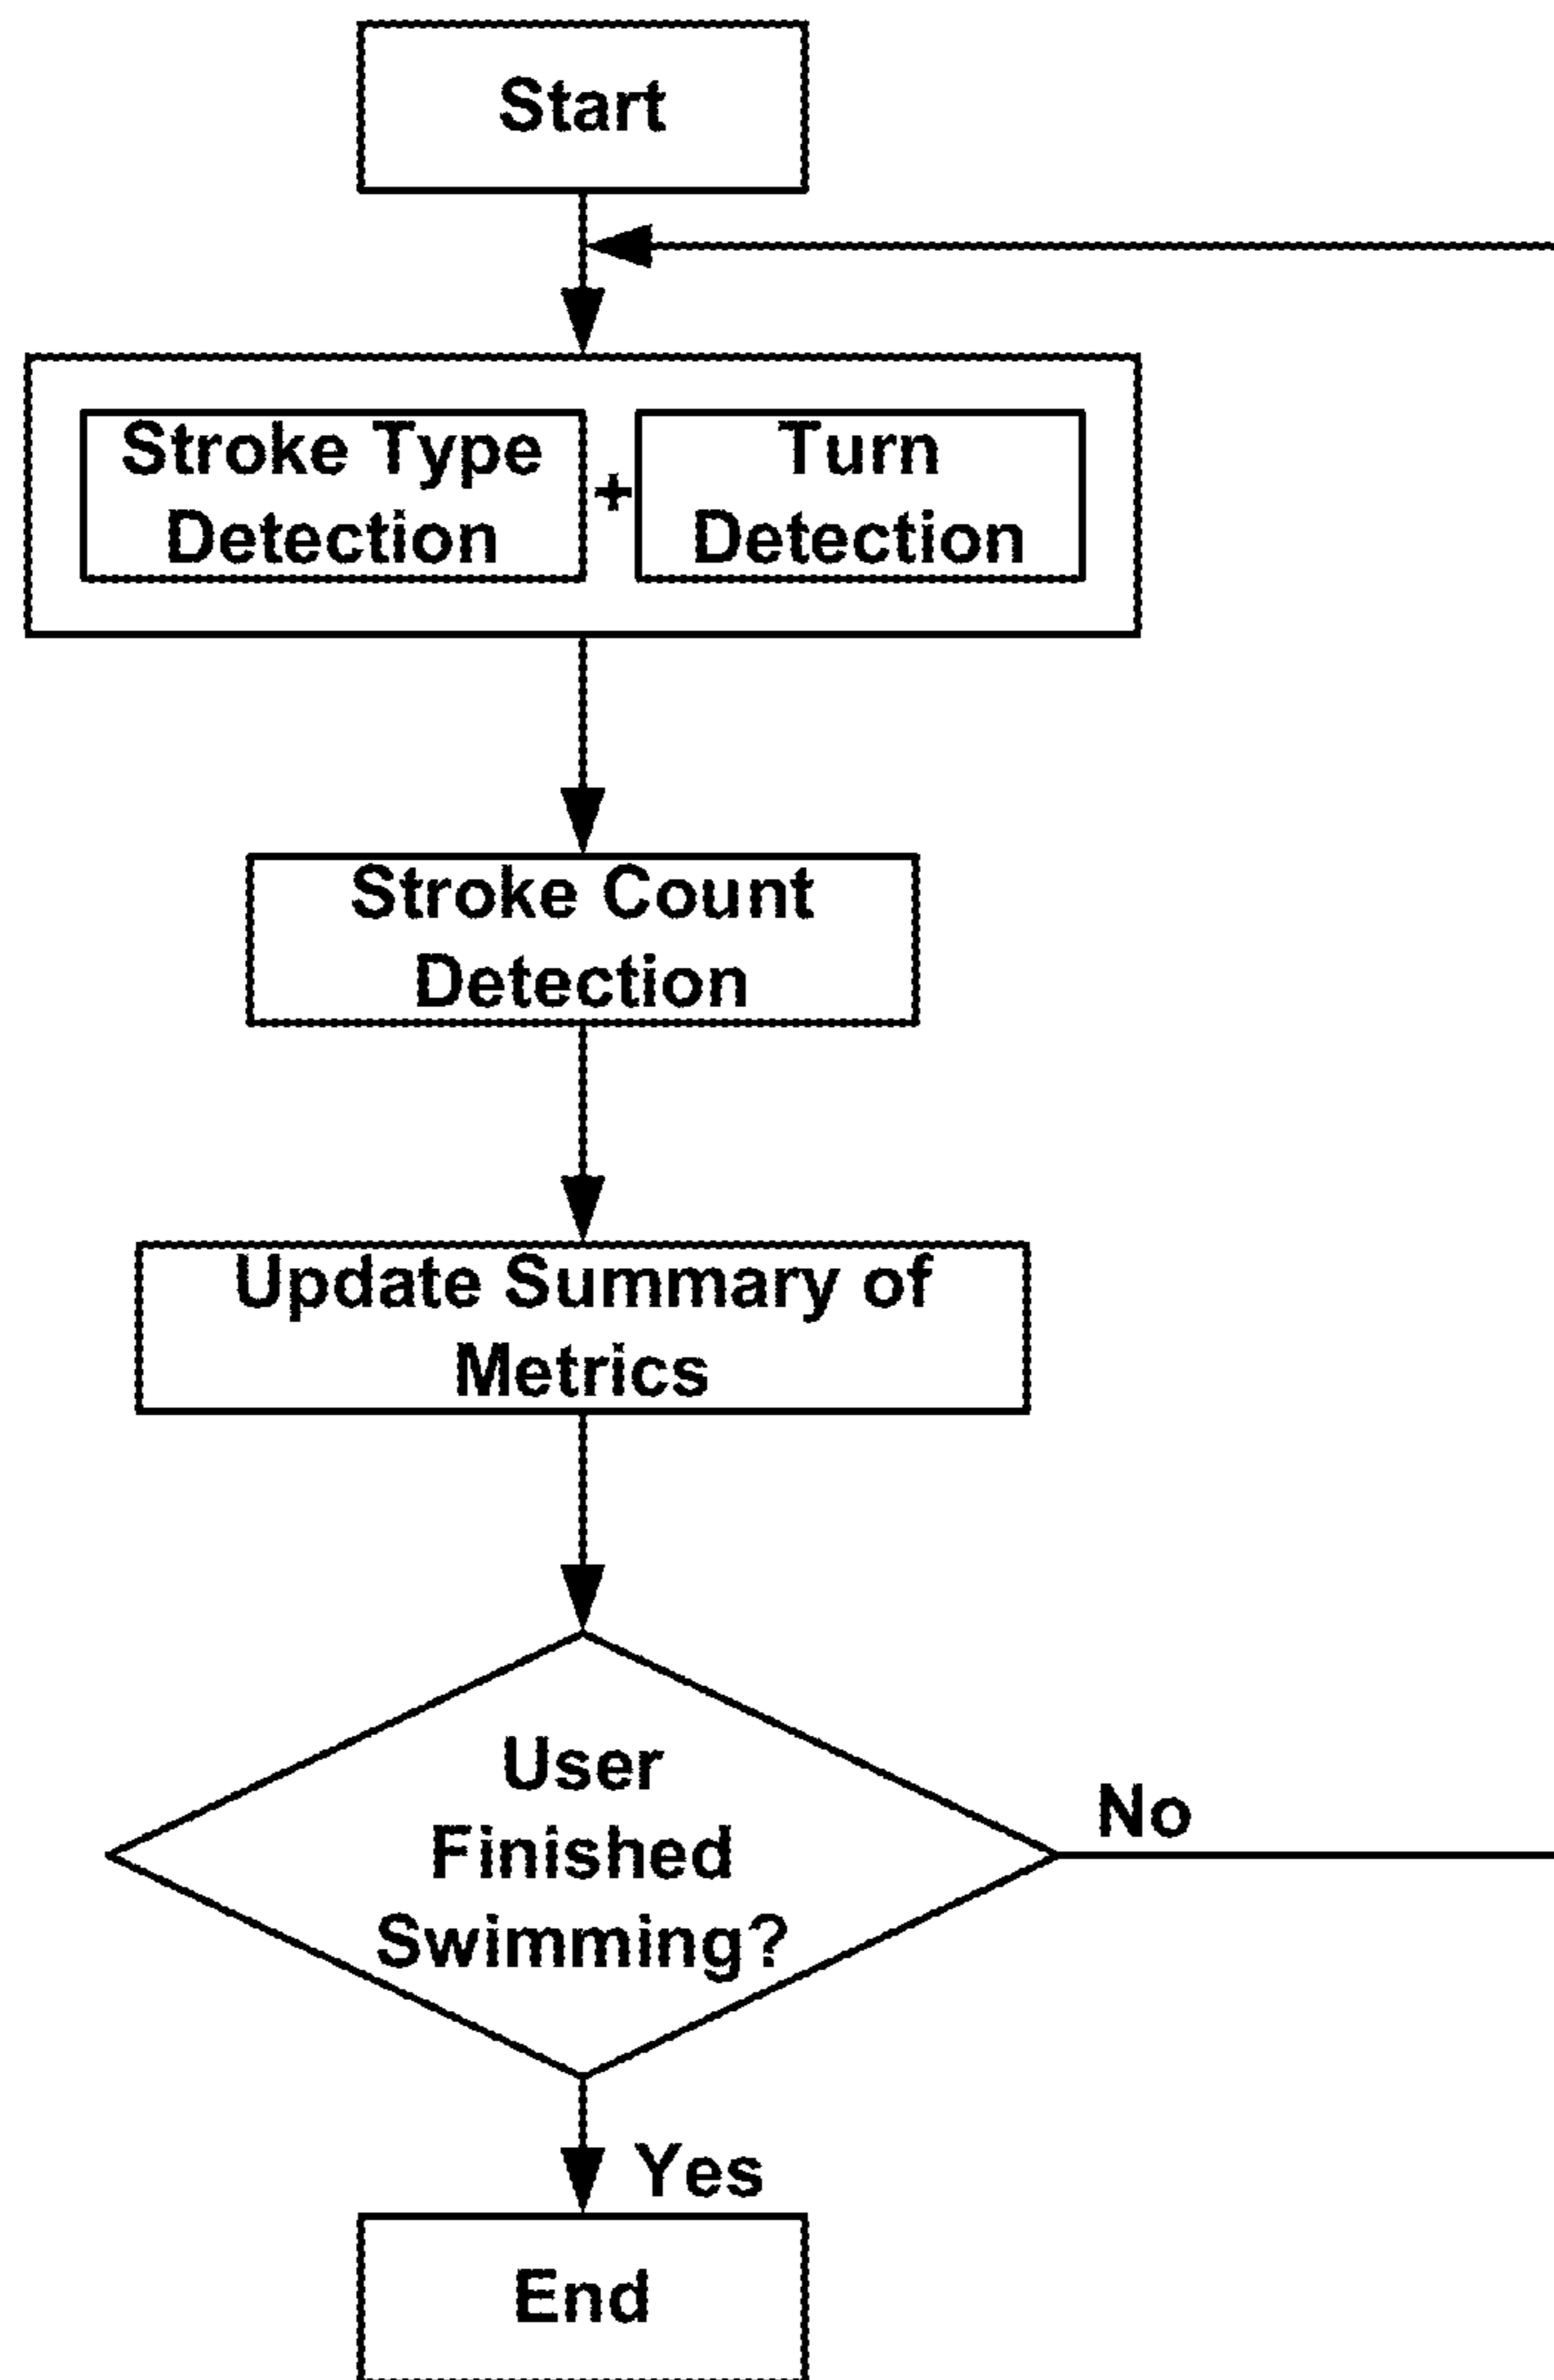 Start
Stroke Type
Detection
+
Turn
Detection
Stroke Count
Detection
Update Summary of
Metrics
User
Finished
Swimming?
No
Yes
End